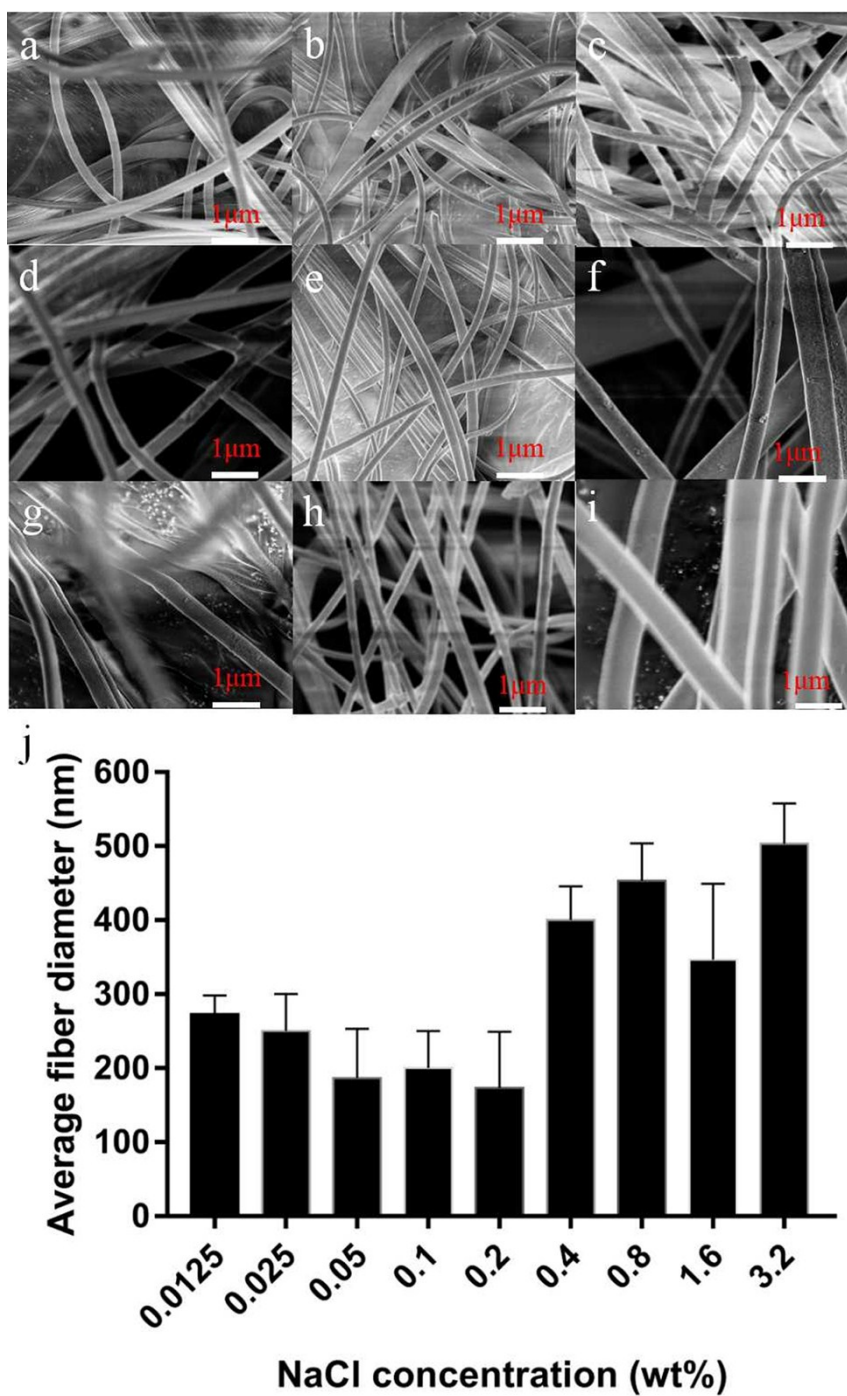 a
b
c
1μm
1μm
1μm
d
e
f
1μm
1μm
1μm
g
h
i
1μm
1μm
1μm
j
Average fiber diameter (nm)
600
500
400
300
200
100
0
0.0125
0.025
0.05
0.1
0.2
0.4
0.8
1.6
3.2
NaCl concentration (wt%)